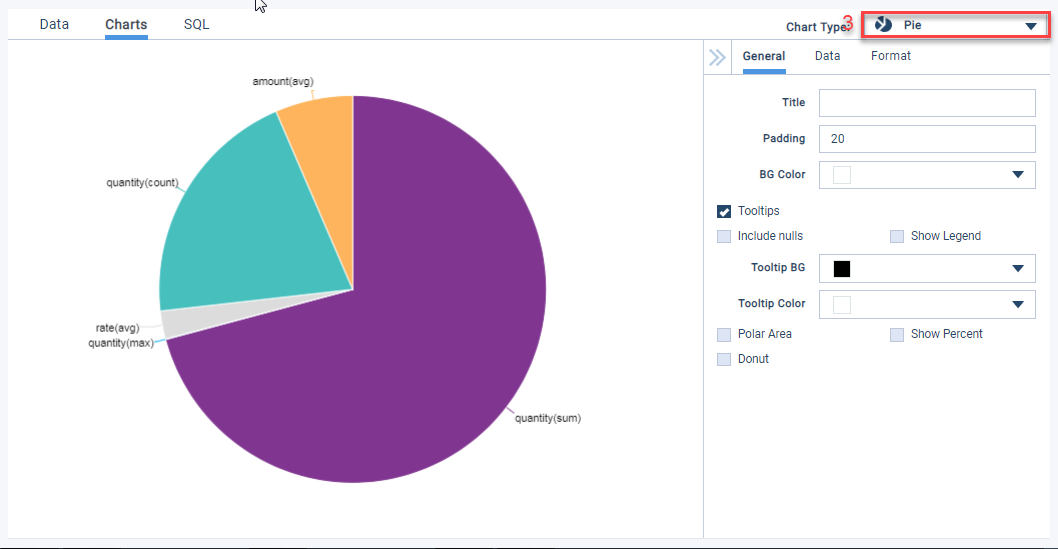 Data Charts SQL
Chart Type: 3 Pie
General Data Format
Title
Padding 20
BG Color
Tooltips
Include nulls Show Legend
Tooltip BG
Tooltip Color
Polar Area Show Percent
Donut
amount(avg)
quantity(count)
rate(avg)
quantity(max)
quantity(sum)